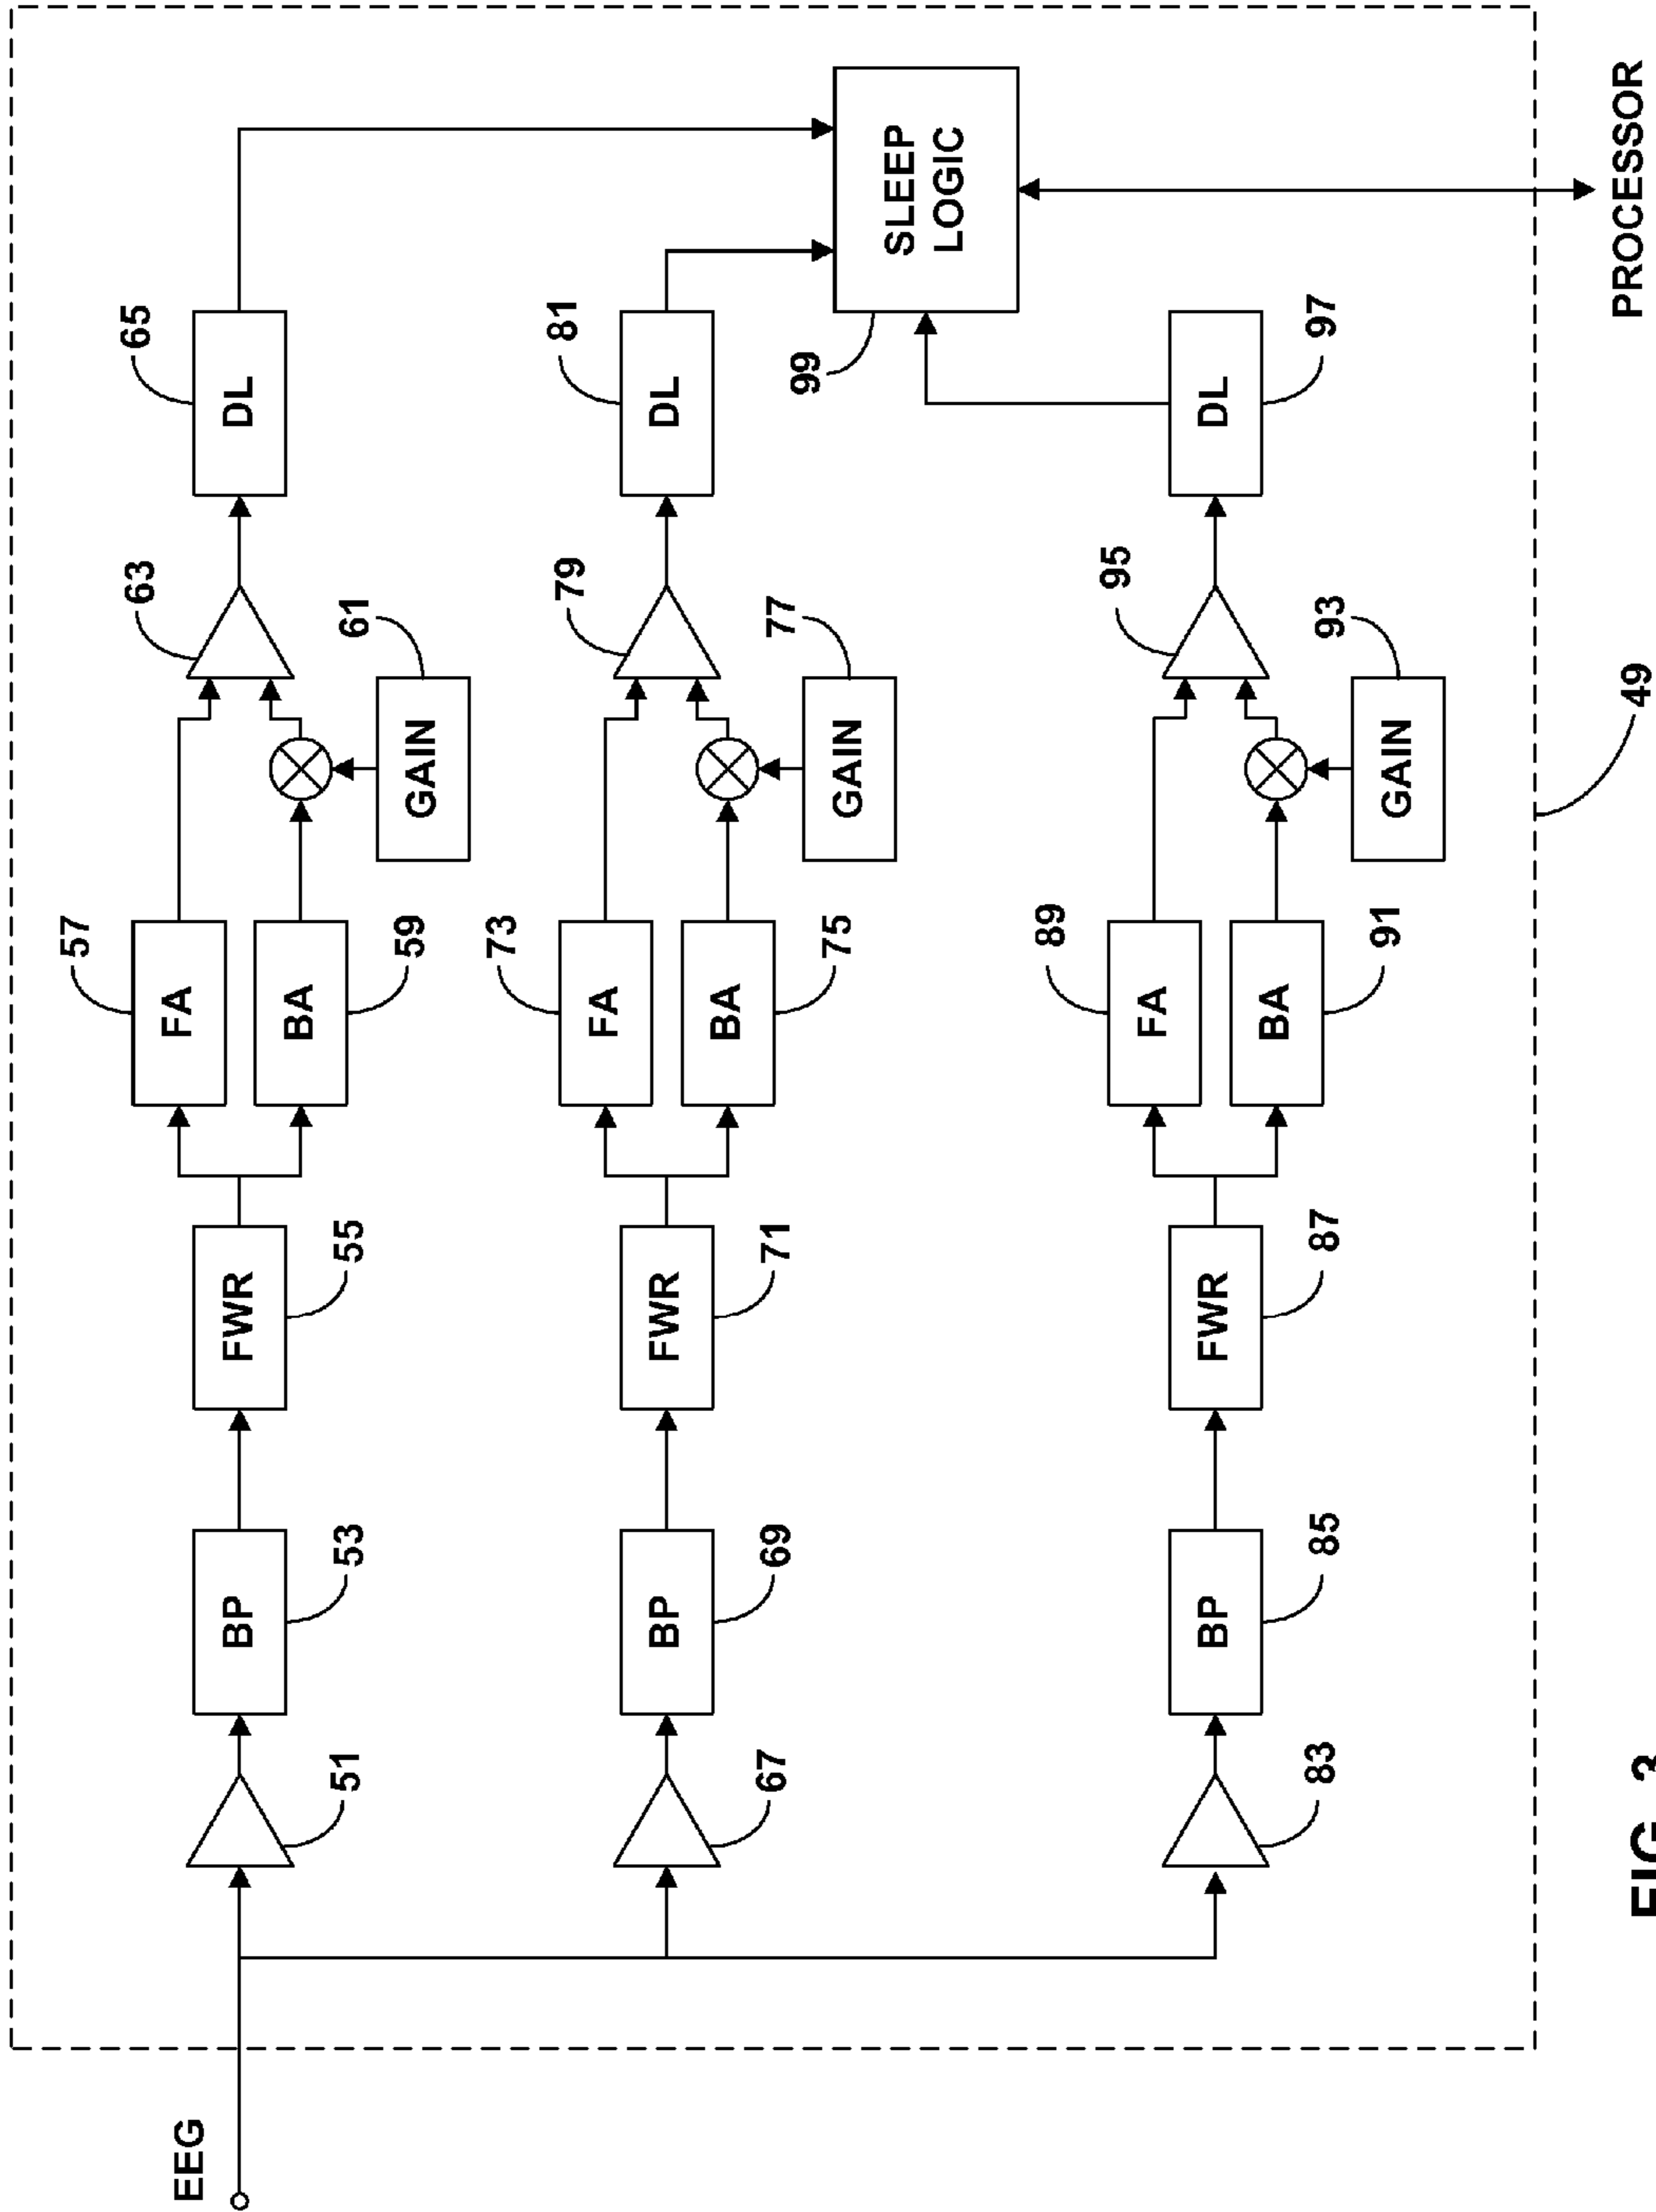 EEG
51
BP
53
FWR
55
FA
57
BA
59
GAIN
61
63
DL
65
67
BP
69
FWR
71
FA
73
BA
75
GAIN
77
79
DL
81
83
BP
85
FWR
87
FA
89
BA
91
GAIN
93
95
DL
97
SLEEP
LOGIC
99
49
PROCESSOR
FIG. 3